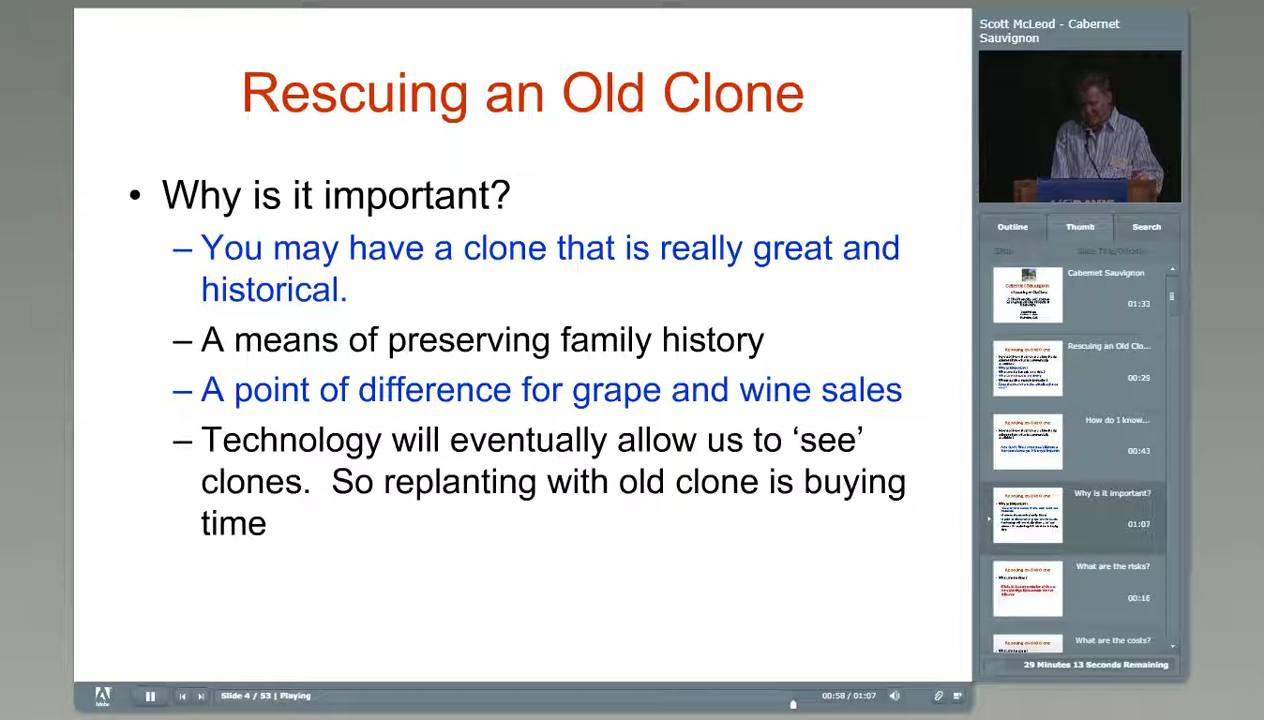 Rescuing an Old Clone
• Why is it important?
– You may have a clone that is really great and
historical.
– A means of preserving family history
– A point of difference for grape and wine sales
– Technology will eventually allow us to ‘see’
clones.  So replanting with old clone is buying
time
Scott McLeod - Cabernet
Sauvignon
Outline Thumb Search
Cabernet Sauvignon
01:33
Rescuing an Old Clo...
00:29
How do I know...
00:43
Why is it important?
01:07
What are the risks?
00:16
What are the costs?
29 Minutes 13 Seconds Remaining
Adobe
Slide 4 / 53 | Playing
00:58 / 01:07